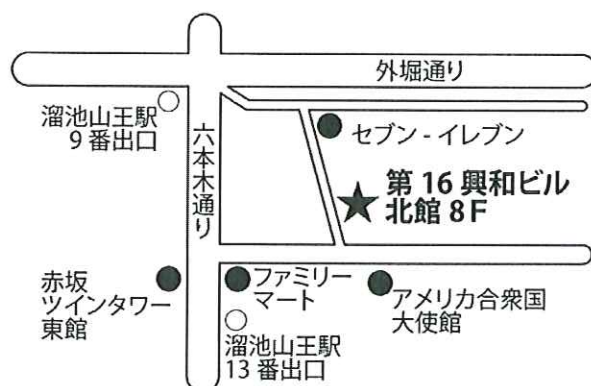 外堀通り
溜池山王駅
9番出口
六本木通り
セブン - イレブン
第 16 興和ビル
北館 8F
赤坂
ツインタワー
東館
ファミリー
マート
アメリカ合衆国
大使館
溜池山王駅
13 番出口